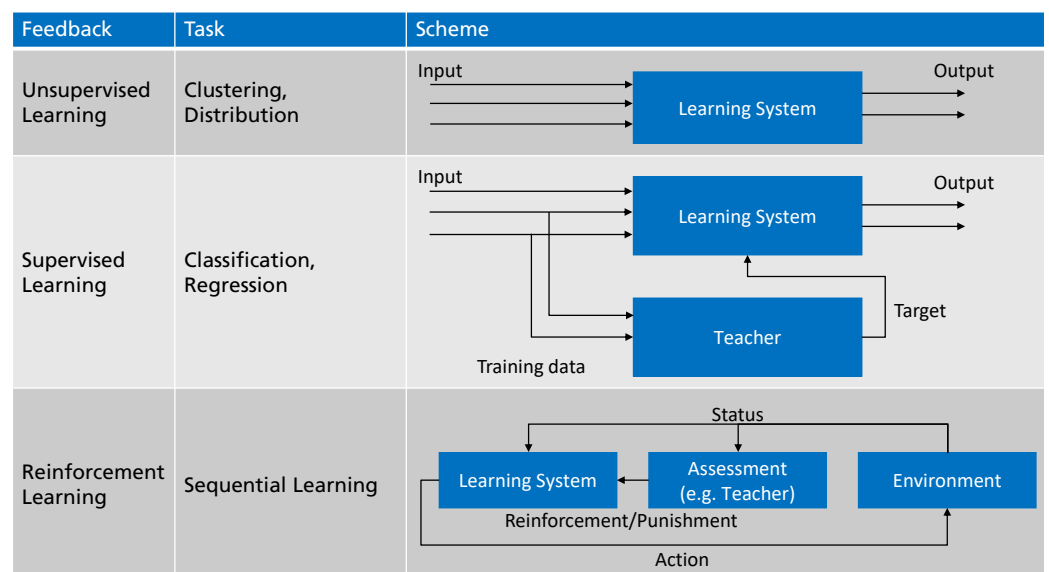 Feedback
Task
Scheme
Unsupervised
Learning
Clustering,
Distribution
Input
Output
Learning System
Supervised
Learning
Classification,
Regression
Input
Output
Learning System
Target
Teacher
Training data
Reinforcement
Learning
Sequential Learning
Status
Learning System
Assessment
(e.g. Teacher)
Environment
Reinforcement/Punishment
Action